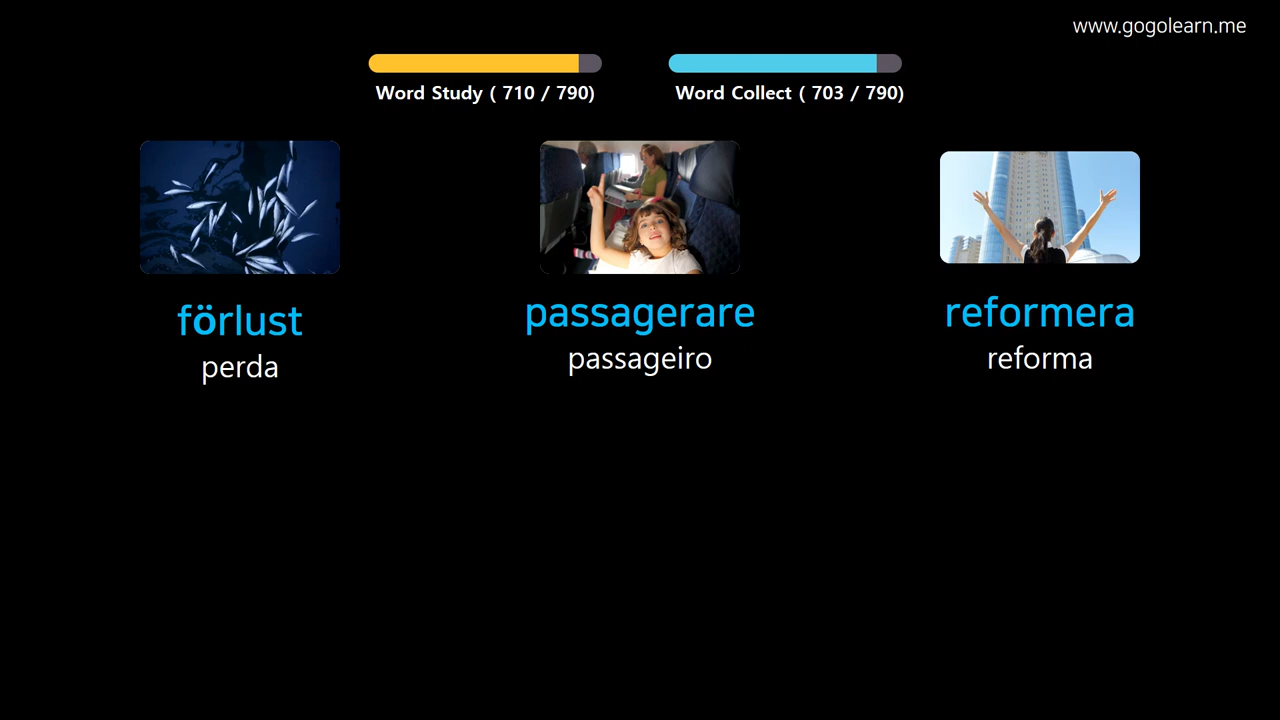 www.gogolearn.me
Word Study ( 710 / 790)
Word Collect ( 703 / 790)
förlust
perda
passagerare
passageiro
reformera
reforma